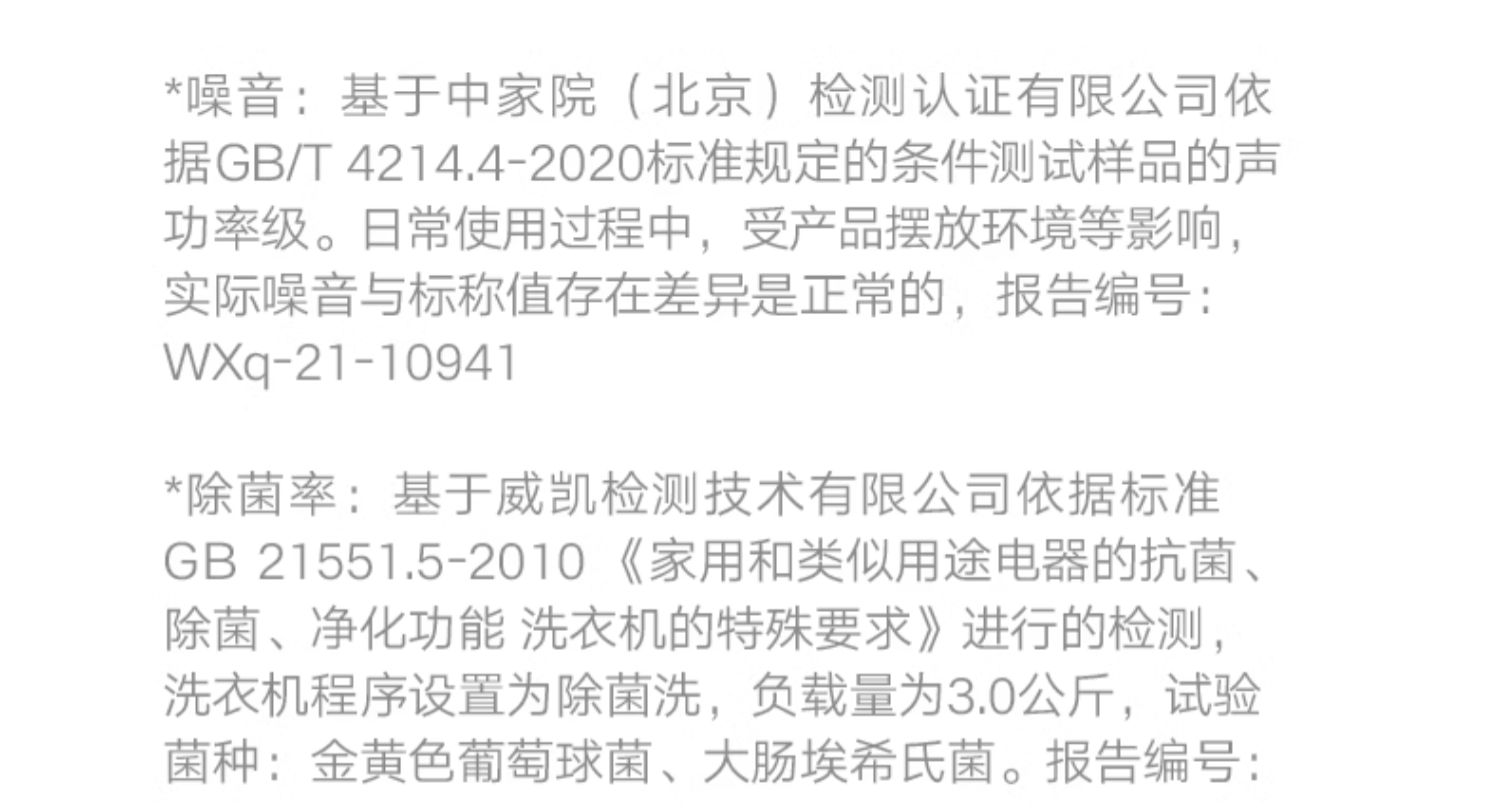 *噪音：基于中家院（北京）检测认证有限公司依
据GB/T 4214.4-2020标准规定的条件测试样品的声
功率级。日常使用过程中，受产品摆放环境等影响，
实际噪音与标称值存在差异是正常的，报告编号：
WXq-21-10941
*除菌率：基于威凯检测技术有限公司依据标准
GB 21551.5-2010《家用和类似用途电器的抗菌、
除菌、净化功能 洗衣机的特殊要求》进行的检测，
洗衣机程序设置为除菌洗，负载量为3.0公斤，试验
菌种：金黄色葡萄球菌、大肠埃希氏菌。报告编号：